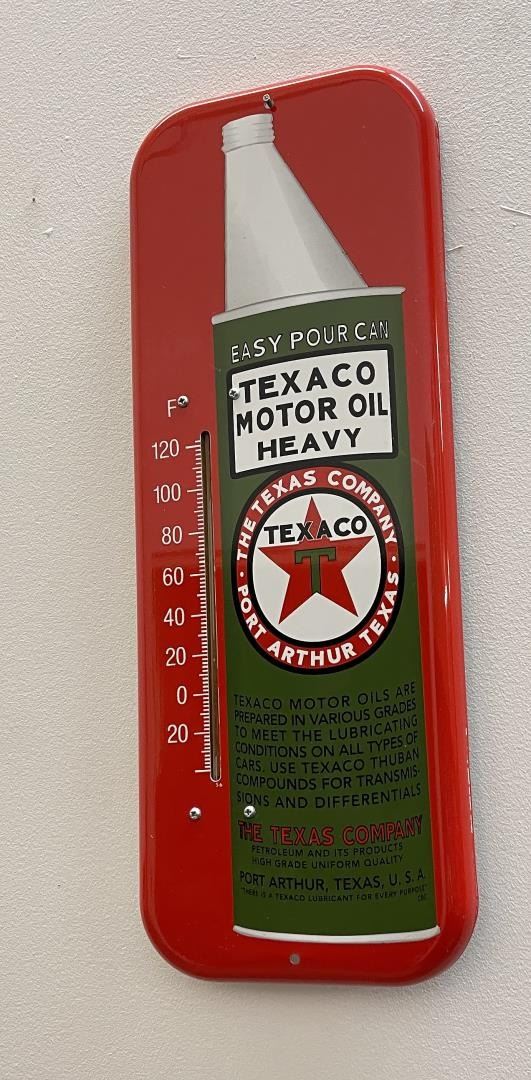 EASY POUR CAN
TEXACO
MOTOR OIL
HEAVY
F°
120
100
80
60
40
20
0
20
56
THE TEXAS COMPANY
TEXACO
T
PORT ARTHUR TEXAS
TEXACO MOTOR OILS ARE
PREPARED IN VARIOUS GRADES
TO MEET THE LUBRICATING
CONDITIONS ON ALL TYPES OF
CARS. USE TEXACO THUBAN
COMPOUNDS FOR TRANSMIS-
SIONS AND DIFFERENTIALS
THE TEXAS COMPANY
PETROLEUM AND ITS PRODUCTS
HIGH GRADE UNIFORM QUALITY
PORT ARTHUR, TEXAS, U. S. A.
"THERE IS A TEXACO LUBRICANT FOR EVERY PURPOSE"